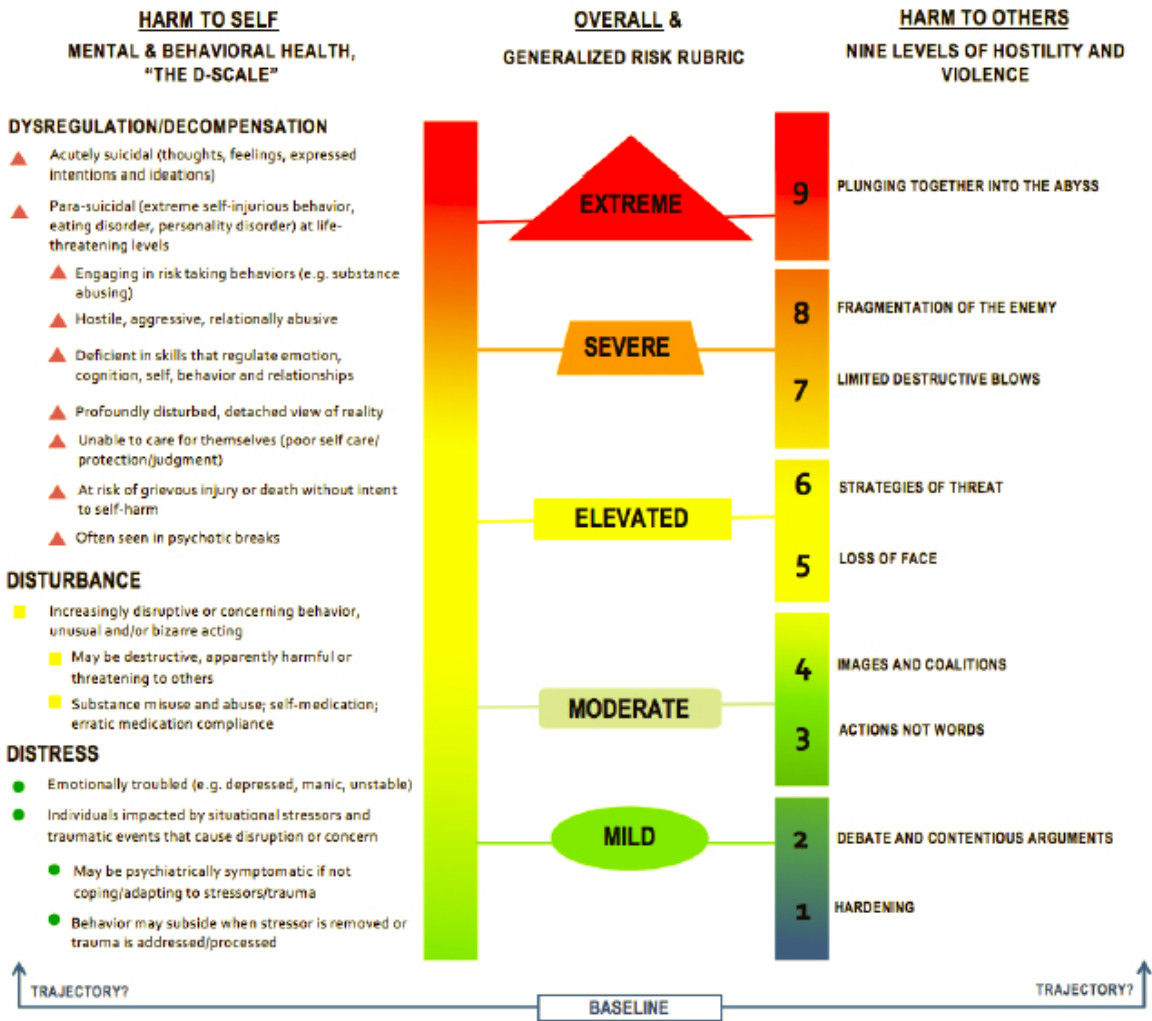 HARM TO SELF
MENTAL & BEHAVIORAL HEALTH,
"THE D-SCALE"
DYSREGULATION/DECOMPENSATION
Acutely suicidal (thoughts, feelings, expressed
intentions and ideations)
Para-suicidal (extreme self-injurious behavior,
eating disorder, personality disorder) at life-
threatening levels
Engaging in risk taking behaviors (e.g. substance
abusing)
Hostile, aggressive, relationally abusive
Deficient in skills that regulate emotion,
cognition, self, behavior and relationships
Profoundly disturbed, detached view of reality
Unable to care for themselves (poor self care/
protection/judgment)
At risk of grievous injury or death without intent
to self-harm
Often seen in psychotic breaks
DISTURBANCE
Increasingly disruptive or concerning behavior,
unusual and/or bizarre acting
May be destructive, apparently harmful or
threatening to others
Substance misuse and abuse; self-medication;
erratic medication compliance
DISTRESS
Emotionally troubled (e.g. depressed, manic, unstable)
Individuals impacted by situational stressors and
traumatic events that cause disruption or concern
May be psychiatrically symptomatic if not
coping/adapting to stressors/trauma
Behavior may subside when stressor is removed or
trauma is addressed/processed
OVERALL &
GENERALIZED RISK RUBRIC
EXTREME
SEVERE
ELEVATED
MODERATE
MILD
HARM TO OTHERS
NINE LEVELS OF HOSTILITY AND
VIOLENCE
9 PLUNGING TOGETHER INTO THE ABYSS
8 FRAGMENTATION OF THE ENEMY
7 LIMITED DESTRUCTIVE BLOWS
6 STRATEGIES OF THREAT
5 LOSS OF FACE
4 IMAGES AND COALITIONS
3 ACTIONS NOT WORDS
2 DEBATE AND CONTENTIOUS ARGUMENTS
1 HARDENING
TRAJECTORY?
BASELINE
TRAJECTORY?